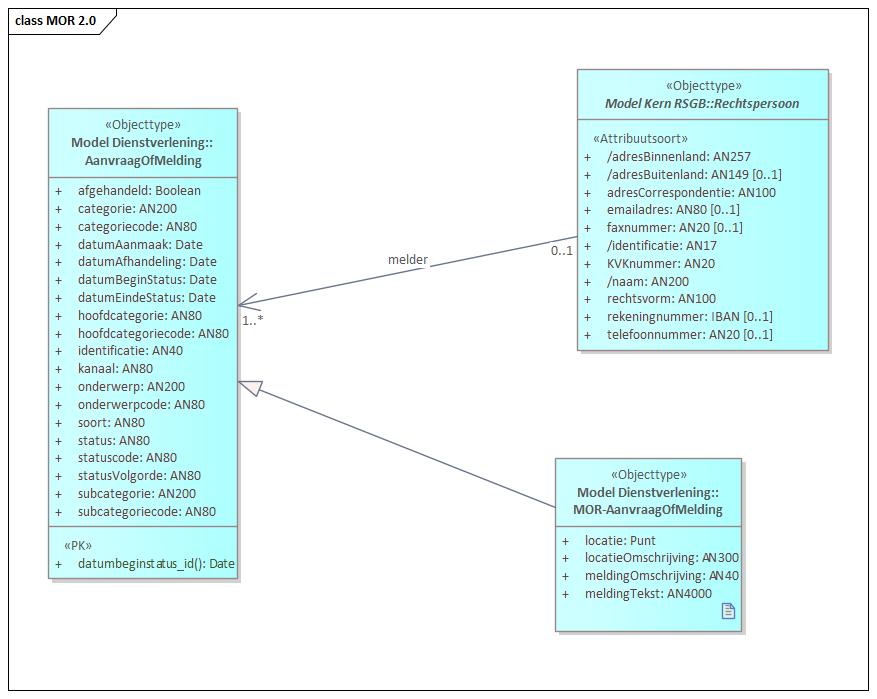 class MOR 2.0
«Objecttype»
Model Dienstverlening::
AanvraagOfMelding
+ afgehandeld: Boolean
+ categorie: AN200
+ categoriecode: AN80
+ datumAanmaak: Date
+ datumAfhandeling: Date
+ datumBeginStatus: Date
+ datumEindeStatus: Date
+ hoofdcategorie: AN80
+ hoofdcategoriecode: AN80
+ identificatie: AN40
+ kanaal: AN80
+ onderwerp: AN200
+ onderwerpcode: AN80
+ soort: AN80
+ status: AN80
+ statuscode: AN80
+ statusVolgorde: AN80
+ subcategorie: AN200
+ subcategoriecode: AN80
«PK»
+ datumbeginstatus_id(): Date
melder
0..1
1..*
«Objecttype»
Model Kern RSGB::Rechtspersoon
«Attribuutsoort»
+ /adresBinnenland: AN257
+ /adresBuitenland: AN149 [0..1]
+ adresCorrespondentie: AN100
+ emailadres: AN80 [0..1]
+ faxnummer: AN20 [0..1]
+ /identificatie: AN17
+ KVKnummer: AN20
+ /naam: AN200
+ rechtsvorm: AN100
+ rekeningnummer: IBAN [0..1]
+ telefoonnummer: AN20 [0..1]
«Objecttype»
Model Dienstverlening::
MOR-AanvraagOfMelding
+ locatie: Punt
+ locatieOmschrijving: AN300
+ meldingOmschrijving: AN40
+ meldingTekst: AN4000